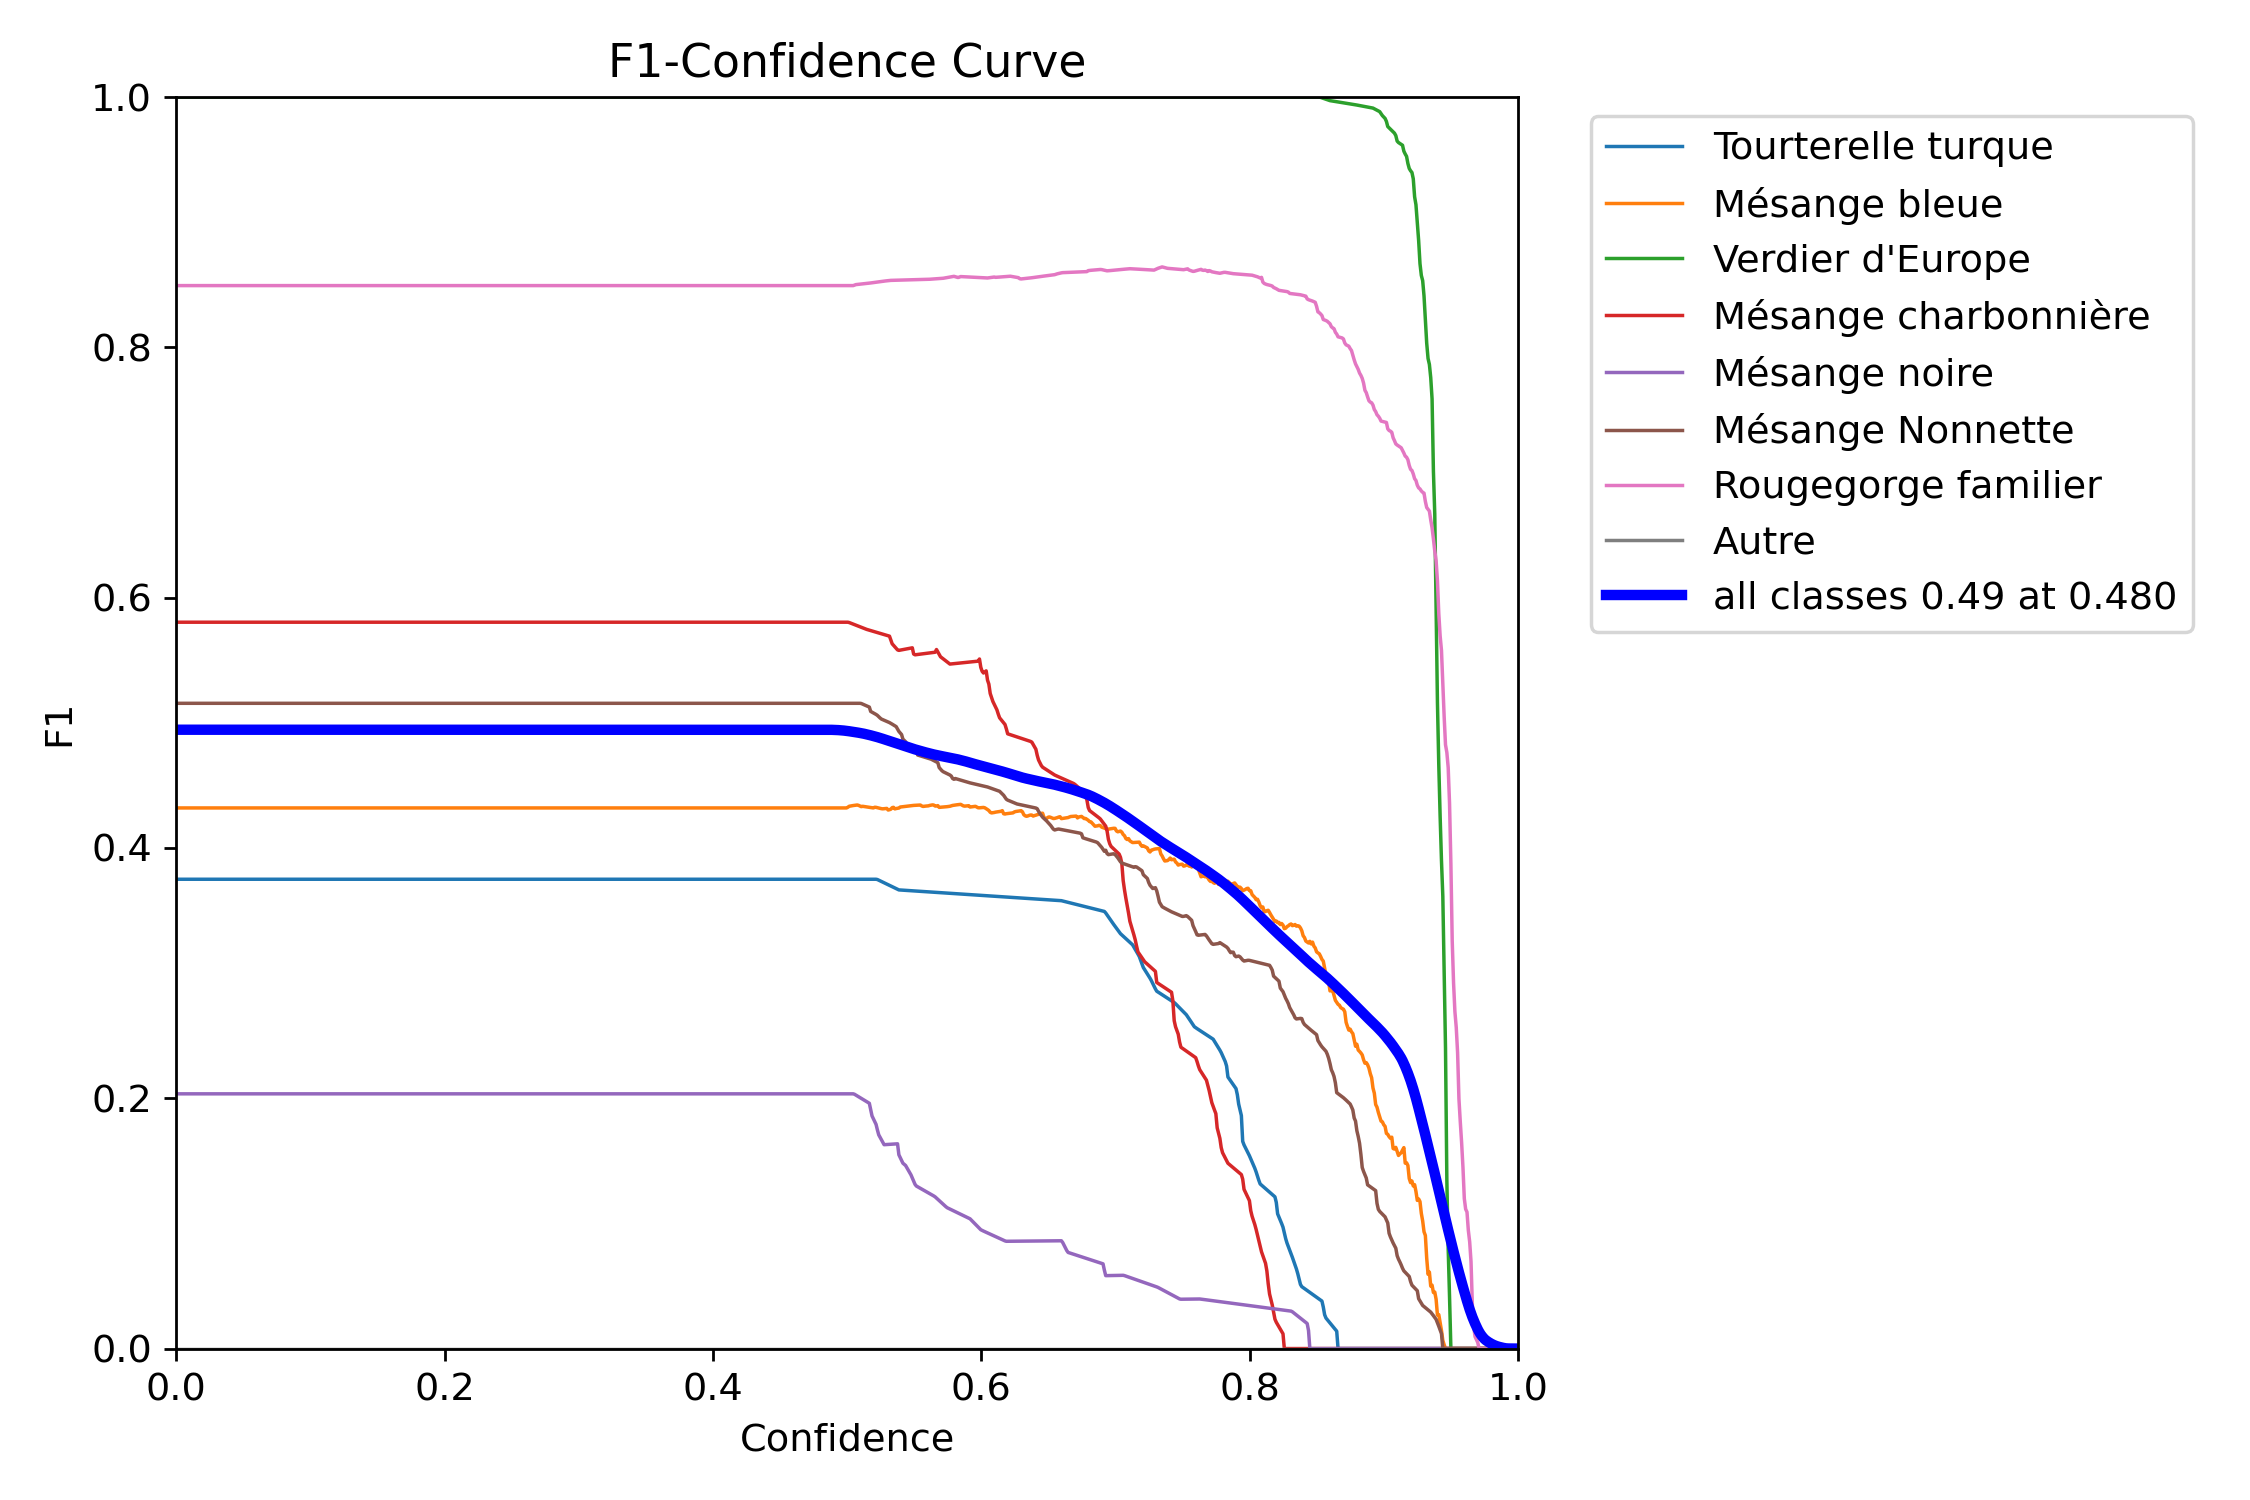 F1-Confidence Curve
1.0
0.8
0.6
0.4
0.2
0.0
F1
0.0 0.2 0.4 0.6 0.8 1.0
Confidence
Tourterelle turque
Mésange bleue
Verdier d'Europe
Mésange charbonnière
Mésange noire
Mésange Nonnette
Rougegorge familier
Autre
all classes 0.49 at 0.480